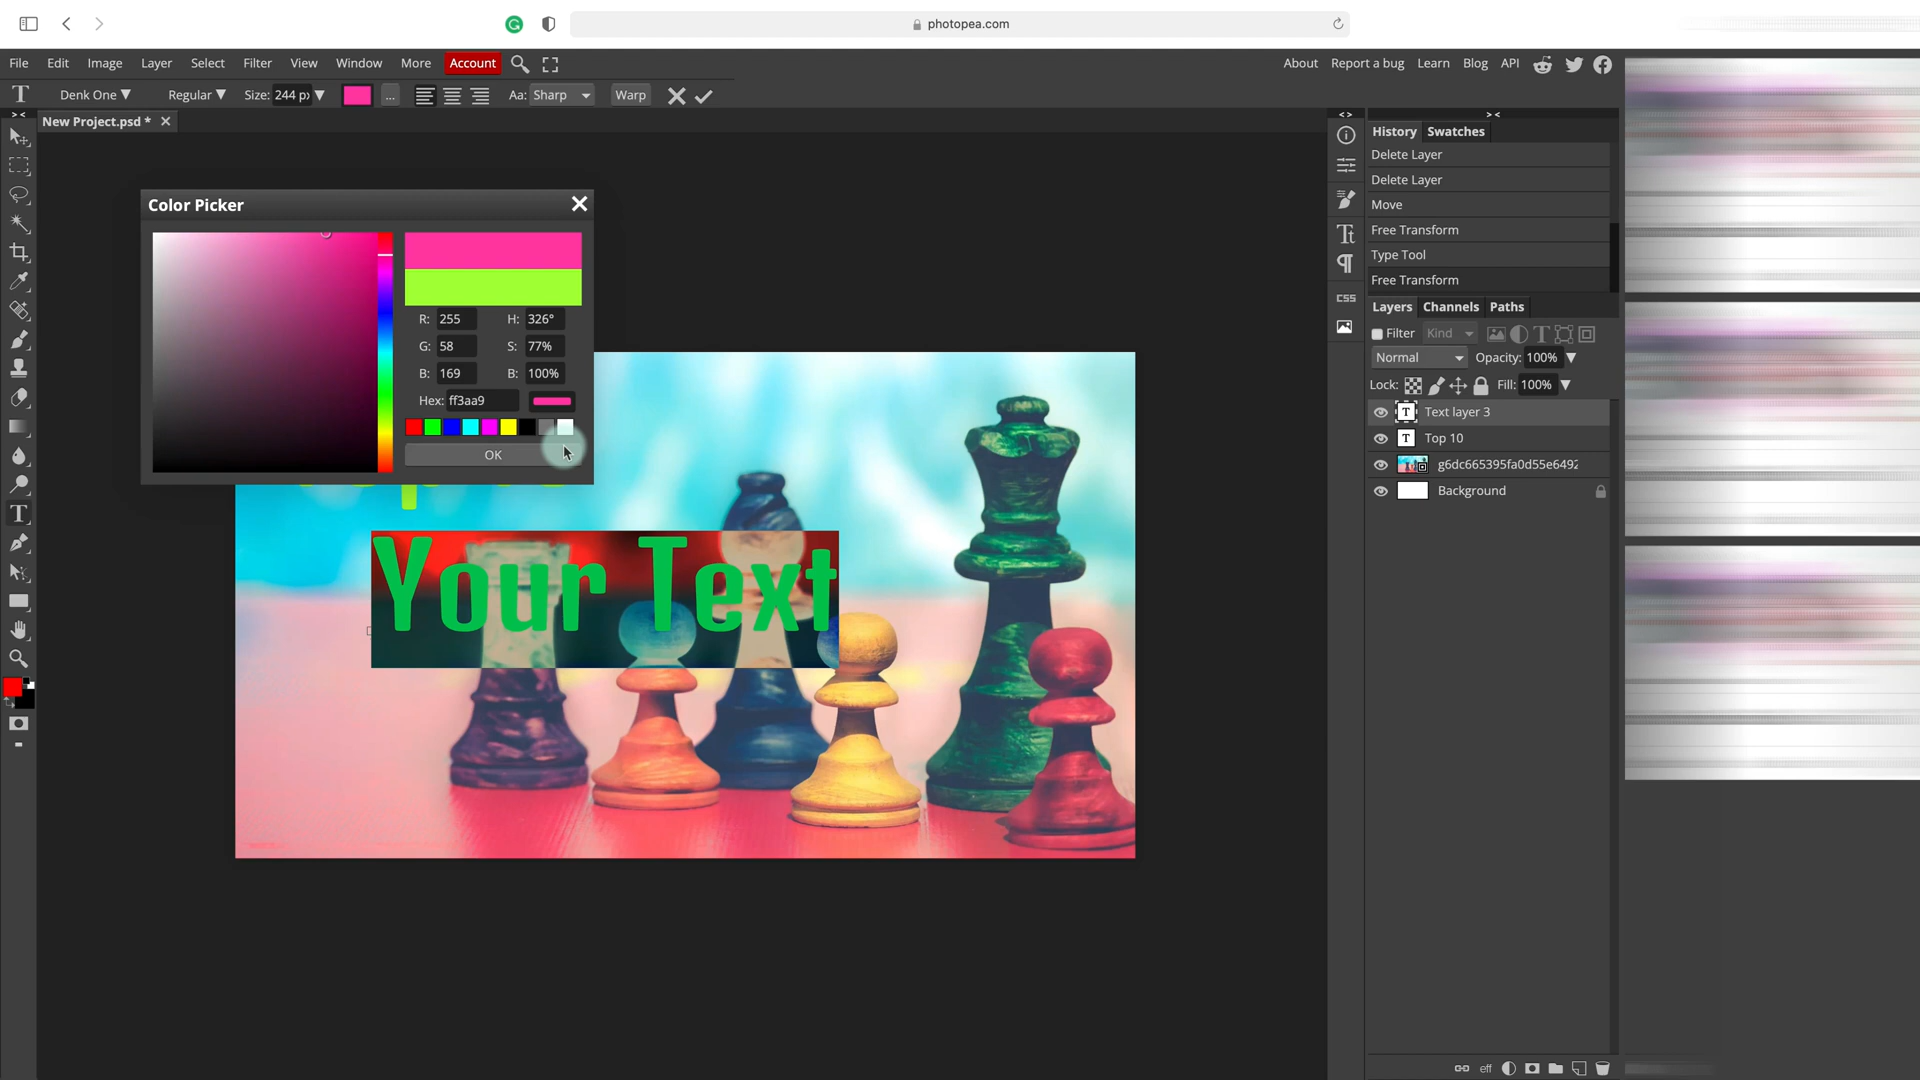 photopea.com
File Edit Image Layer Select Filter View Window More Account
About Report a bug Learn Blog API
Denk One Regular Size: 244 p Aa: Sharp Warp
New Project.psd *
History Swatches
Delete Layer
Delete Layer
Move
Free Transform
Type Tool
Free Transform
Layers Channels Paths
Filter Kind
Normal Opacity: 100%
Lock: Fill: 100%
Text layer 3
Top 10
g6dc665395fa0d55e6492
Background
eff
CSS
Color Picker
R: 255 H: 326°
G: 58 S: 77%
B: 169 B: 100%
Hex: ff3aa9
OK
Your Text